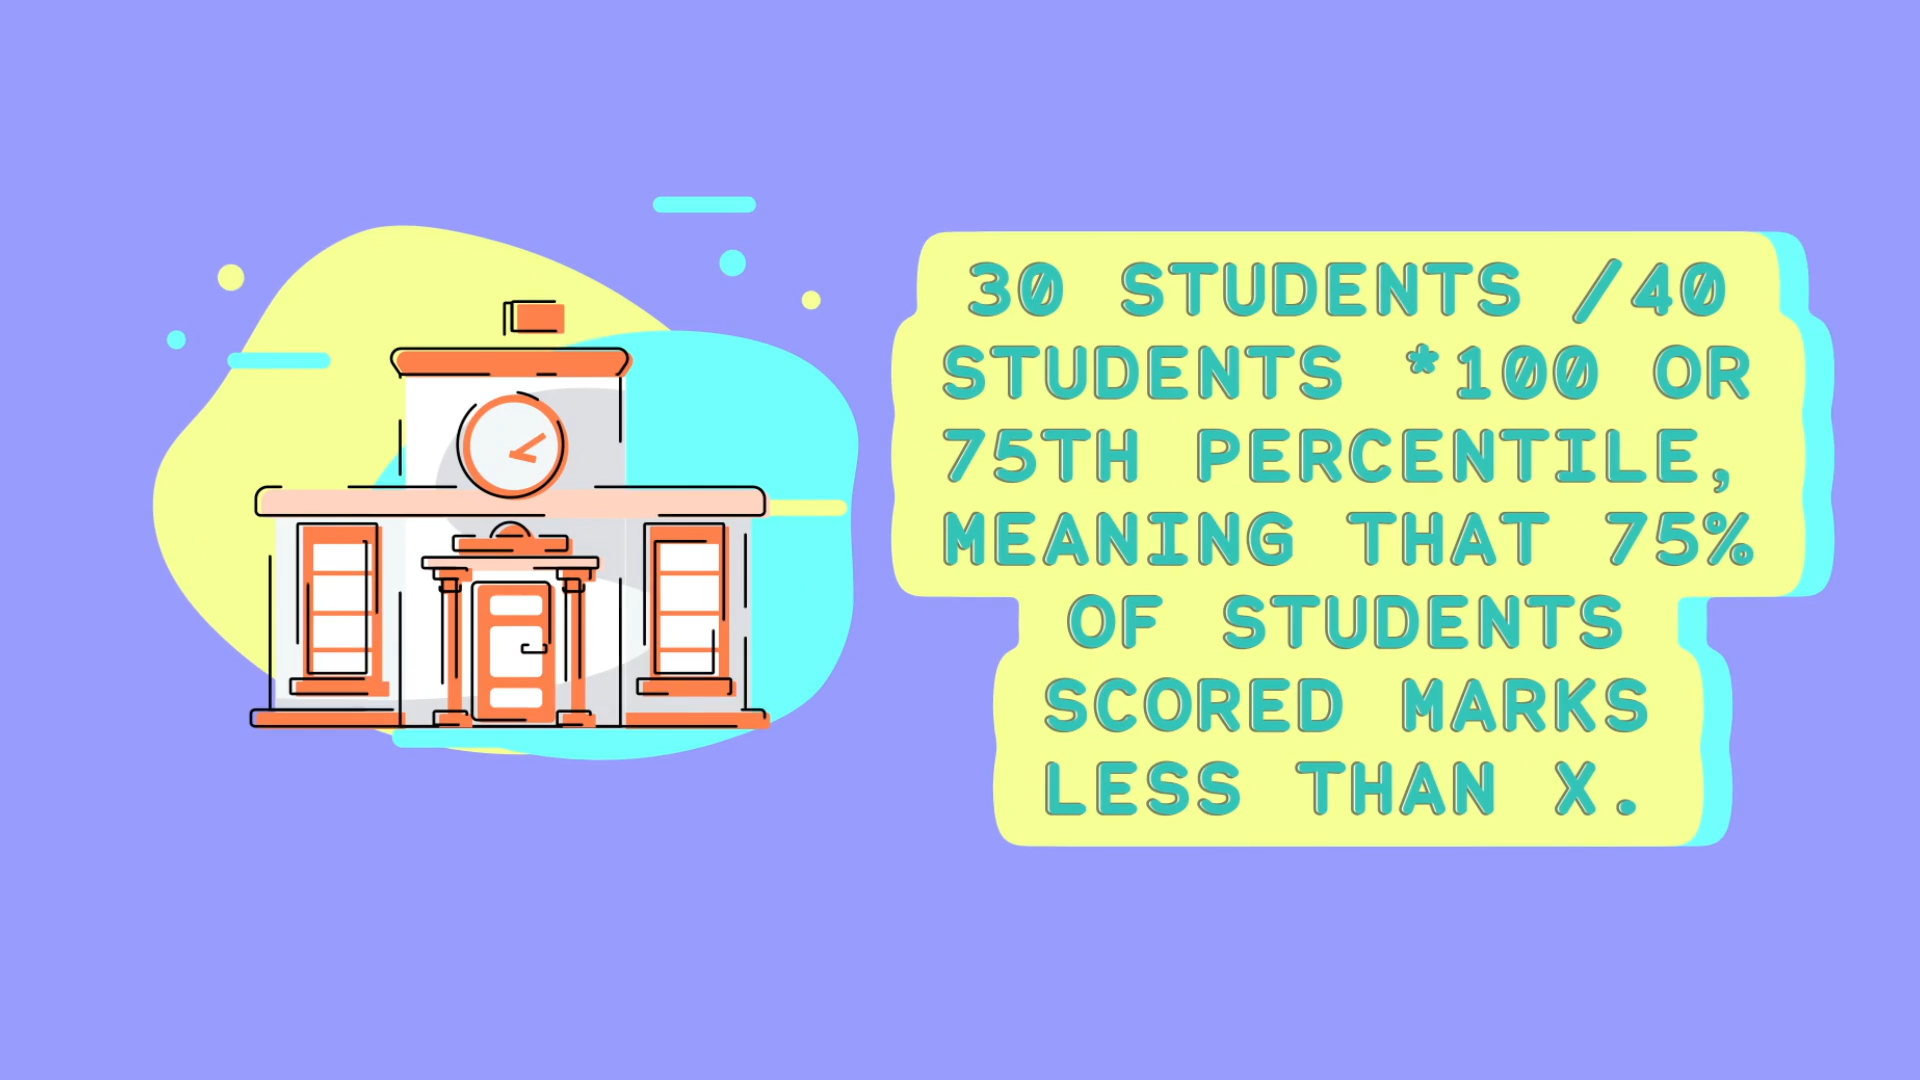 30 STUDENTS /40
STUDENTS *100 OR
75TH PERCENTILE,
MEANING THAT 75%
OF STUDENTS
SCORED MARKS
LESS THAN X.